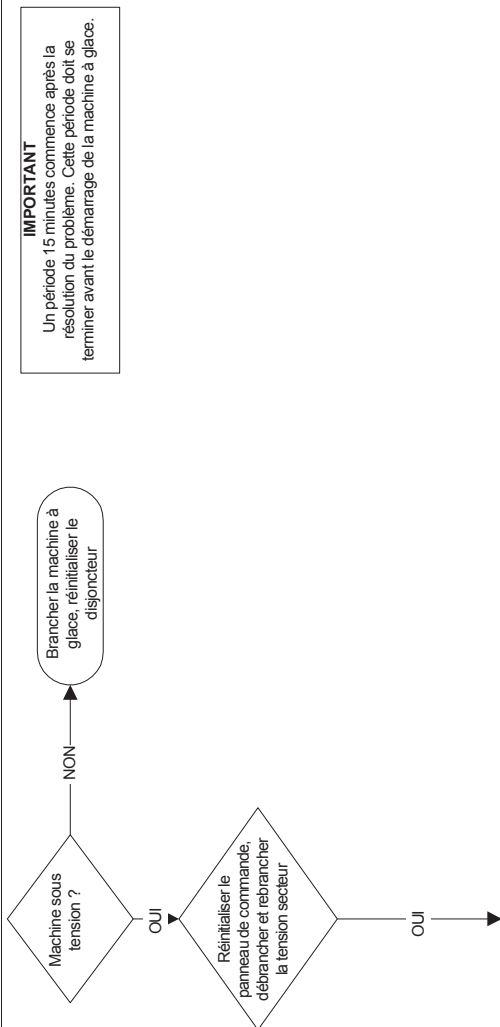 IMPORTANT
Un période 15 minutes commence après la
résolution du problème. Cette période doit se
terminer avant le démarrage de la machine à glace.
Machine sous
tension ?
NON
Brancher la machine à
glace, réinitialiser le
disjoncteur
OUI
Réinitialiser le
panneau de commande,
débrancher et rebrancher
la tension secteur
OUI